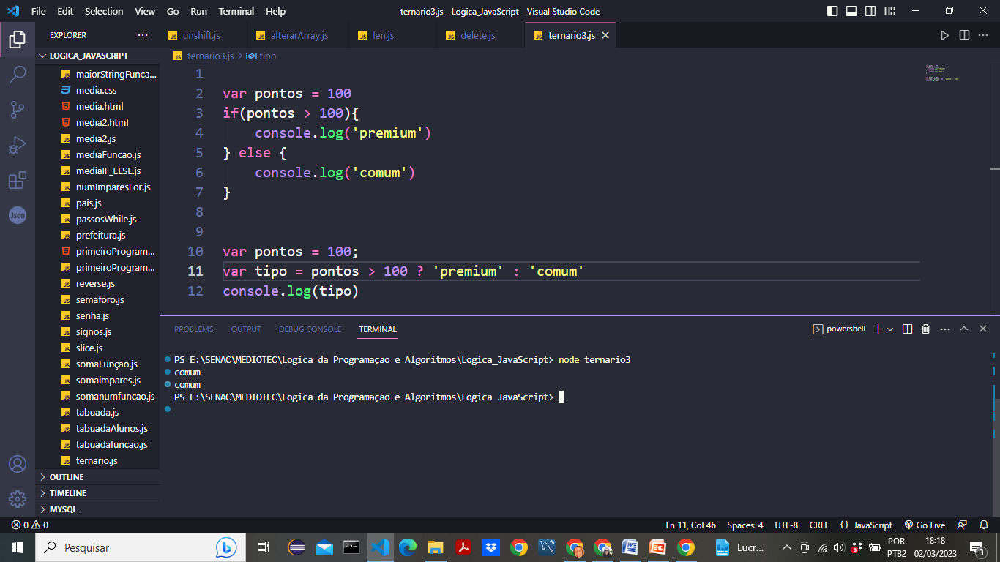 File Edit Selection View Go Run Terminal Help ternario3.js - Logica_JavaScript - Visual Studio Code
EXPLORER ...
LOGICA_JAVASCRIPT
maiorStringFunca...
media.css
media.html
media2.html
media2.js
mediaFuncao.js
mediaIF_ELSE.js
numImparesFor.js
pais.js
passosWhile.js
prefeitura.js
primeiroProgram...
primeiroProgram...
reverse.js
semaforo.js
senha.js
signos.js
slice.js
somaFunçao.js
somaimpares.js
somanumfuncao.js
tabuada.js
tabuadaAlunos.js
tabuadafuncao.js
ternario.js
OUTLINE
TIMELINE
MYSQL
Json
JS unshift.js JS alterarArray.js JS len.js JS delete.js JS ternario3.js
JS ternario3.js > tipo
1
2 var pontos = 100
3 if(pontos > 100){
4 console.log('premium')
5 } else {
6 console.log('comum')
7 }
8
9
10 var pontos = 100;
11 var tipo = pontos > 100 ? 'premium' : 'comum'
12 console.log(tipo)
PROBLEMS OUTPUT DEBUG CONSOLE TERMINAL powershell
PS E:\SENAC\MEDIOTEC\Logica da Programaçao e Algoritmos\Logica_JavaScript> node ternario3
comum
comum
PS E:\SENAC\MEDIOTEC\Logica da Programaçao e Algoritmos\Logica_JavaScript>
0 0 Ln 11, Col 46 Spaces: 4 UTF-8 CRLF {} JavaScript Go Live
Pesquisar Lucr... POR 18:18
PTB2 02/03/2023 3